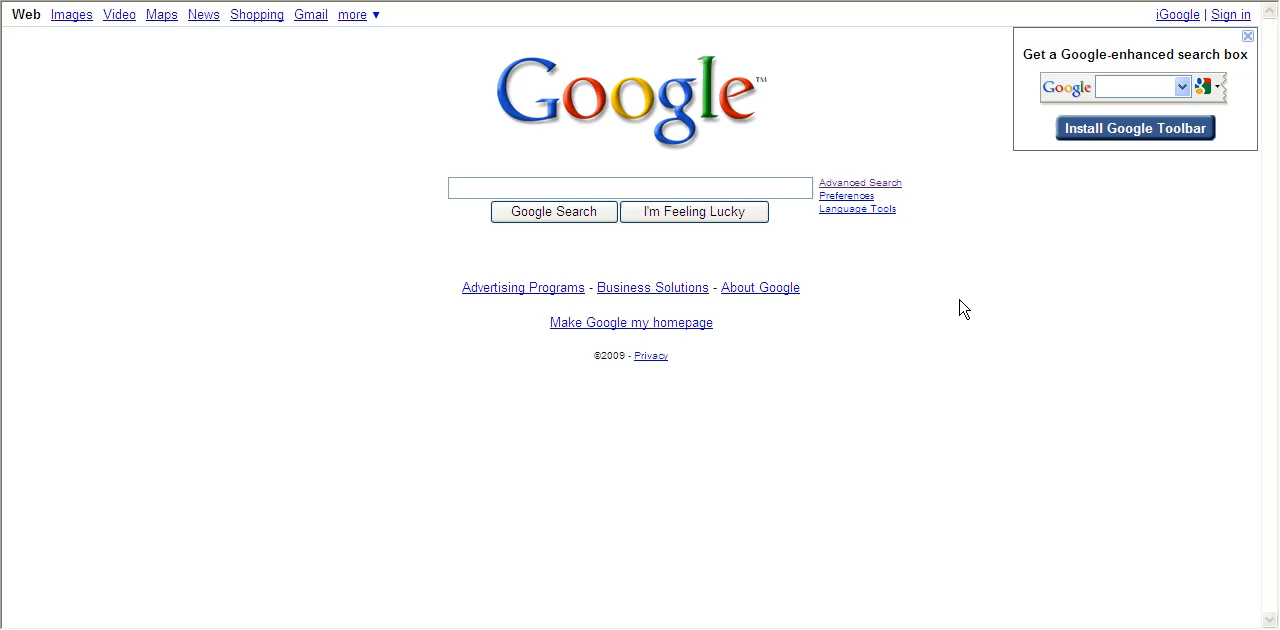 Web Images Video Maps News Shopping Gmail more ▼
iGoogle | Sign in
Get a Google-enhanced search box
Google
Install Google Toolbar
Google™
Advanced Search
Preferences
Language Tools
Google Search I'm Feeling Lucky
Advertising Programs - Business Solutions - About Google
Make Google my homepage
©2009 - Privacy